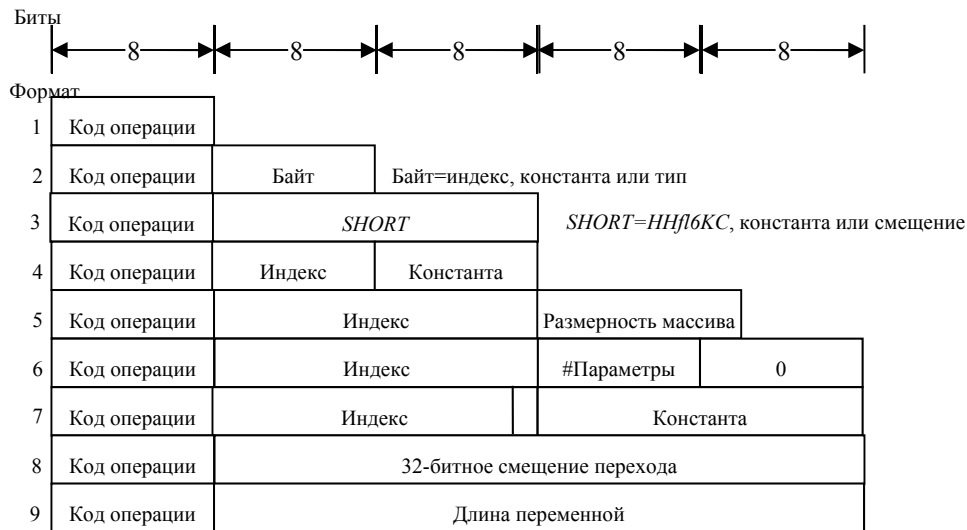 Биты
8 8 8 8 8
Формат
1 Код операции
2 Код операции Байт Байт=индекс, константа или тип
3 Код операции SHORT SHORT=HHfl6KC, константа или смещение
4 Код операции Индекс Константа
5 Код операции Индекс Размерность массива
6 Код операции Индекс #Параметры 0
7 Код операции Индекс Константа
8 Код операции 32-битное смещение перехода
9 Код операции Длина переменной